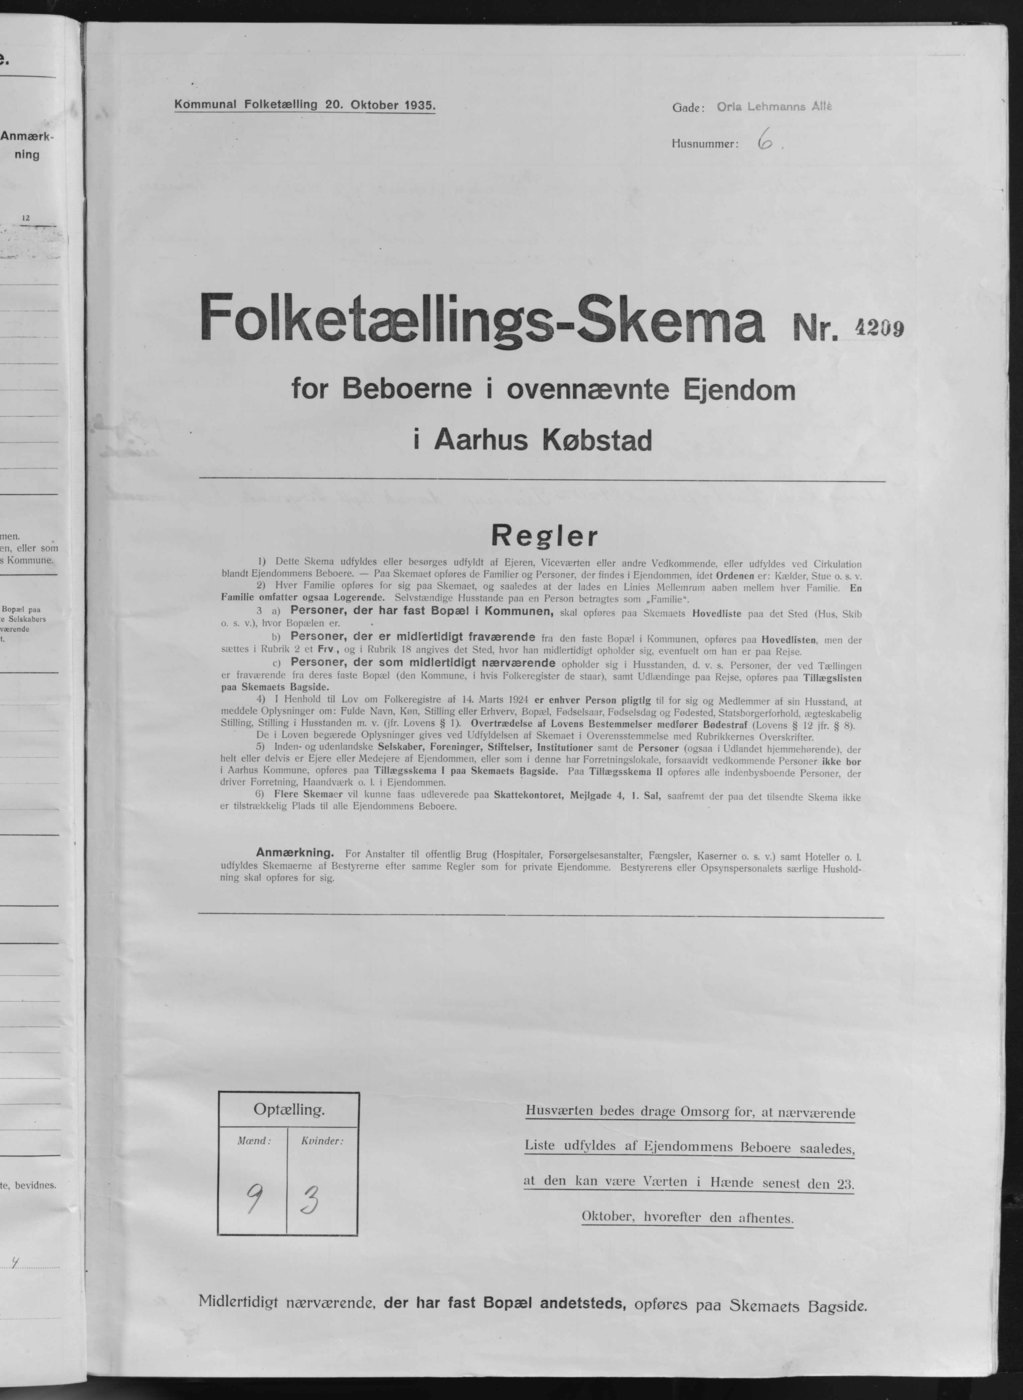 e.
Anmærk-
ning
12
men.
en, eller som
s Kommune.
Bopæl paa
e Selskabers
værende
t.
te, bevidnes.
4
Kommunal Folketælling 20. Oktober 1935.
Gade: Orla Lehmanns Allé
Husnummer: 6.
Folketællings-Skema Nr. 4209
for Beboerne i ovennævnte Ejendom
i Aarhus Købstad
Regler
1) Dette Skema udfyldes eller besørges udfyldt af Ejeren, Viceværten eller andre Vedkommende, eller udfyldes ved Cirkulation
blandt Ejendommens Beboere. — Paa Skemaet opføres de Familier og Personer, der findes i Ejendommen, idet Ordenen er: Kælder, Stue o. s. v.
2) Hver Familie opføres for sig paa Skemaet, og saaledes at der lades en Linies Mellemrum aaben mellem hver Familie. En
Familie omfatter ogsaa Logerende. Selvstændige Husstande paa en Person betragtes som „Familie".
3 a) Personer, der har fast Bopæl i Kommunen, skal opføres paa Skemaets Hovedliste paa det Sted (Hus, Skib
o. s. v.), hvor Bopælen er.
b) Personer, der er midlertidigt fraværende fra den faste Bopæl i Kommunen, opføres paa Hovedlisten, men der
sættes i Rubrik 2 et Frv, og i Rubrik 18 angives det Sted, hvor han midlertidigt opholder sig, eventuelt om han er paa Rejse.
c) Personer, der som midlertidigt nærværende opholder sig i Husstanden, d. v. s. Personer, der ved Tællingen
er fraværende fra deres faste Bopæl (den Kommune, i hvis Folkeregister de staar), samt Udlændinge paa Rejse, opføres paa Tillægslisten
paa Skemaets Bagside.
4) I Henhold til Lov om Folkeregistre af 14. Marts 1924 er enhver Person pligtig til for sig og Medlemmer af sin Husstand, at
meddele Oplysninger om: Fulde Navn, Køn, Stilling eller Erhverv, Bopæl, Fødselsaar, Fødselsdag og Fødested, Statsborgerforhold, ægteskabelig
Stilling, Stilling i Husstanden m. v. (jfr. Lovens § 1). Overtrædelse af Lovens Bestemmelser medfører Bødestraf (Lovens § 12 jfr. § 8).
De i Loven begærede Oplysninger gives ved Udfyldelsen af Skemaet i Overensstemmelse med Rubrikkernes Overskrifter.
5) Inden- og udenlandske Selskaber, Foreninger, Stiftelser, Institutioner samt de Personer (ogsaa i Udlandet hjemmehørende), der
helt eller delvis er Ejere eller Medejere af Ejendommen, eller som i denne har Forretningslokale, forsaavidt vedkommende Personer ikke bor
i Aarhus Kommune, opføres paa Tillægsskema I paa Skemaets Bagside. Paa Tillægsskema II opføres alle indenbysboende Personer, der
driver Forretning, Haandværk o. l. i Ejendommen.
6) Flere Skemaer vil kunne faas udleverede paa Skattekontoret, Mejlgade 4, 1. Sal, saafremt der paa det tilsendte Skema ikke
er tilstrækkelig Plads til alle Ejendommens Beboere.
Anmærkning. For Anstalter til offentlig Brug (Hospitaler, Forsørgelsesanstalter, Fængsler, Kaserner o. s. v.) samt Hoteller o. l.
udfyldes Skemaerne af Bestyrerne efter samme Regler som for private Ejendomme. Bestyrerens eller Opsynspersonalets særlige Hushold-
ning skal opføres for sig.
Optælling.
Mænd: Kvinder:
9 3
Husværten bedes drage Omsorg for, at nærværende
Liste udfyldes af Ejendommens Beboere saaledes,
at den kan være Værten i Hænde senest den 23.
Oktober, hvorefter den afhentes.
Midlertidigt nærværende, der har fast Bopæl andetsteds, opføres paa Skemaets Bagside.